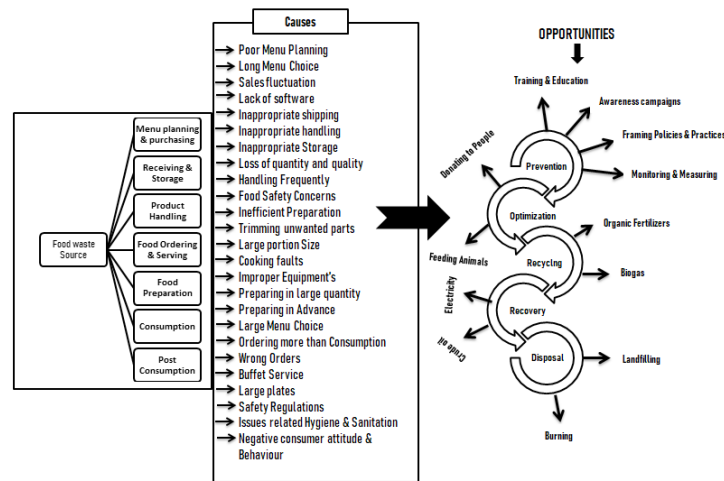 Causes
Poor Menu Planning
Long Menu Choice
Sales fluctuation
Lack of software
Inappropriate shipping
Inappropriate handling
Inappropriate Storage
Loss of quantity and quality
Handling Frequently
Food Safety Concerns
Inefficient Preparation
Trimming unwanted parts
Large portion Size
Cooking faults
Improper Equipment's
Preparing in large quantity
Preparing in Advance
Large Menu Choice
Ordering more than Consumption
Wrong Orders
Buffet Service
Large plates
Safety Regulations
Issues related Hygiene & Sanitation
Negative consumer attitude &
Behaviour
Food waste
Source
Menu planning
& purchasing
Receiving &
Storage
Product
Handling
Food Ordering
& Serving
Food
Preparation
Consumption
Post
Consumption
OPPORTUNITIES
Training & Education
Awareness campaigns
Framing Policies & Practices
Monitoring & Measuring
Prevention
Donating to People
Optimization
Feeding Animals
Organic Fertilizers
Recyclng
Biogas
Electricity
Recovery
Crude oil
Disposal
Landfilling
Burning